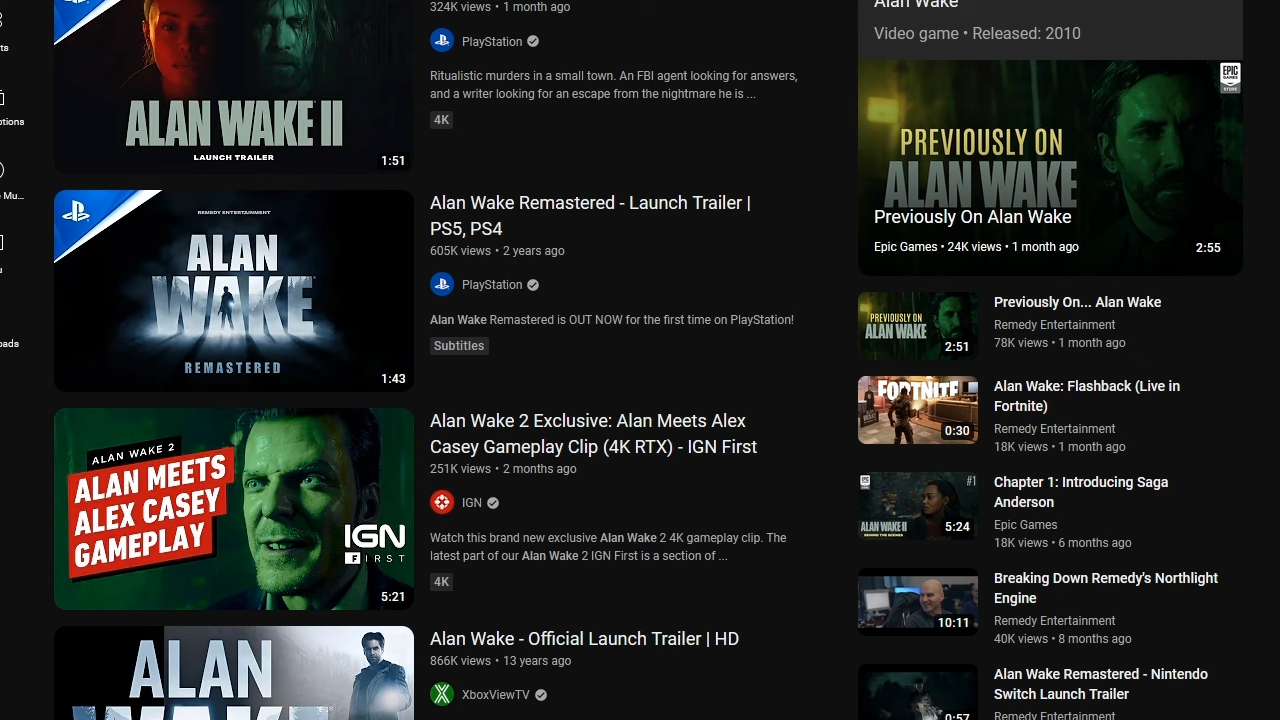 ts
ptions
e Mu...
u
oads
324K views • 1 month ago
PlayStation
Ritualistic murders in a small town. An FBI agent looking for answers,
and a writer looking for an escape from the nightmare he is ...
4K
ALAN WAKE II
LAUNCH TRAILER
1:51
REMEDY ENTERTAINMENT
ALAN
WAKE
REMASTERED
1:43
Alan Wake Remastered - Launch Trailer |
PS5, PS4
605K views • 2 years ago
PlayStation
Alan Wake Remastered is OUT NOW for the first time on PlayStation!
Subtitles
ALAN WAKE 2
ALAN MEETS
ALEX CASEY
GAMEPLAY
IGN
FIRST
5:21
Alan Wake 2 Exclusive: Alan Meets Alex
Casey Gameplay Clip (4K RTX) - IGN First
251K views • 2 months ago
IGN
Watch this brand new exclusive Alan Wake 2 4K gameplay clip. The
latest part of our Alan Wake 2 IGN First is a section of ...
4K
ALAN
WAKE
Alan Wake - Official Launch Trailer | HD
866K views • 13 years ago
XboxViewTV
Alan Wake
Video game • Released: 2010
EPIC
GAMES
STORE
PREVIOUSLY ON
ALAN WAKE
Previously On Alan Wake
Epic Games • 24K views • 1 month ago
2:55
PREVIOUSLY ON
ALAN WAKE
2:51
Previously On... Alan Wake
Remedy Entertainment
78K views • 1 month ago
FORTNITE
0:30
Alan Wake: Flashback (Live in
Fortnite)
Remedy Entertainment
18K views • 1 month ago
EPIC
#1
ALAN WAKE II
BEHIND THE SCENES
5:24
Chapter 1: Introducing Saga
Anderson
Epic Games
18K views • 6 months ago
10:11
Breaking Down Remedy's Northlight
Engine
Remedy Entertainment
40K views • 8 months ago
0:57
Alan Wake Remastered - Nintendo
Switch Launch Trailer
Remedy Entertainment